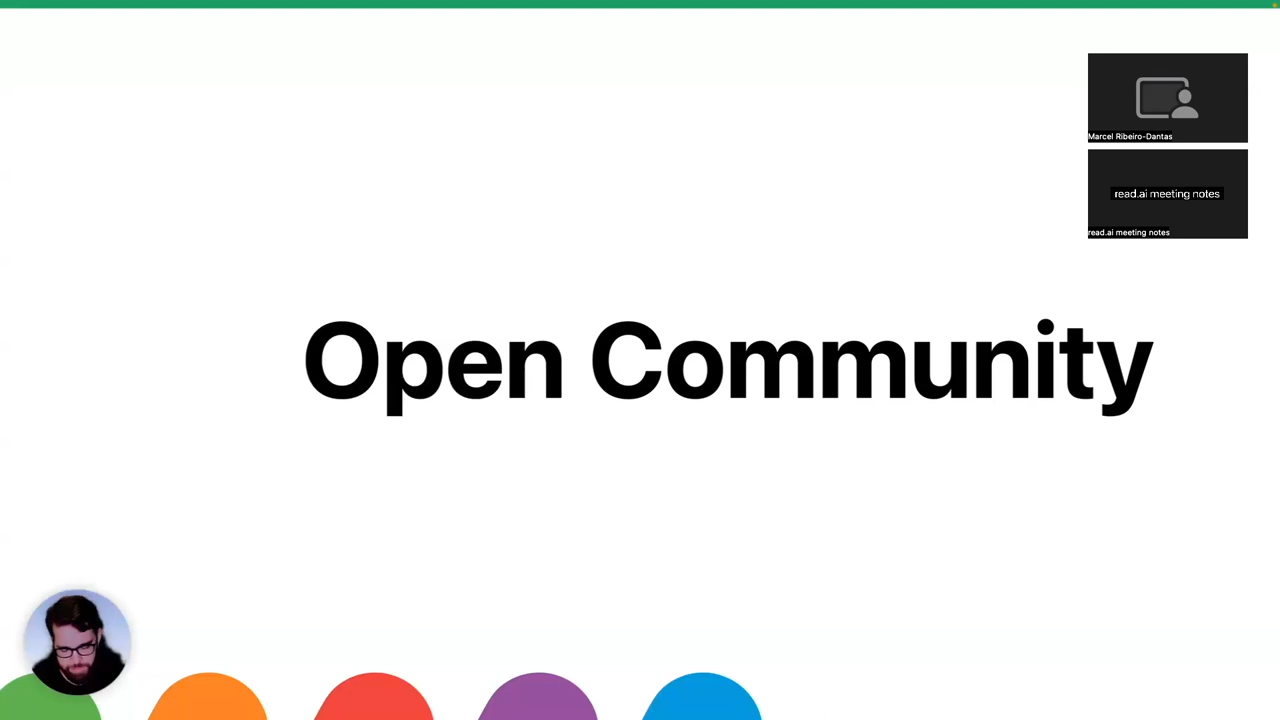 Marcel Ribeiro-Dantas
read.ai meeting notes
read.ai meeting notes
Open Community